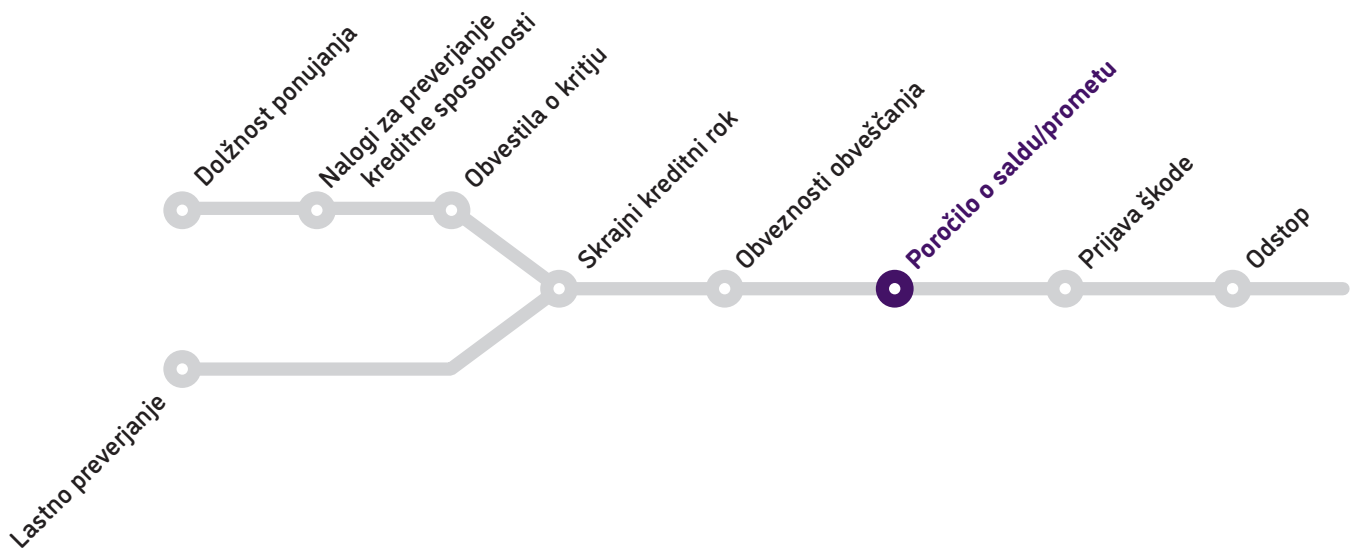 Dolžnost ponujanja
Nalogi za preverjanje
kreditne sposobnosti
Obvestila o kritju
Skrajni kreditni rok
Obveznosti obveščanja
Poročilo o saldu/prometu
Prijava škode
Odstop
Lastno preverjanje